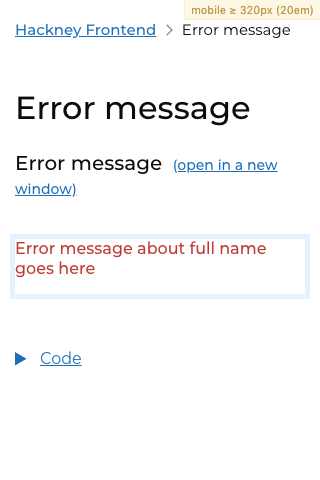 mobile ≥ 320px (20em)
Hackney Frontend > Error message
Error message
Error message (open in a new
window)
Error message about full name
goes here
Code